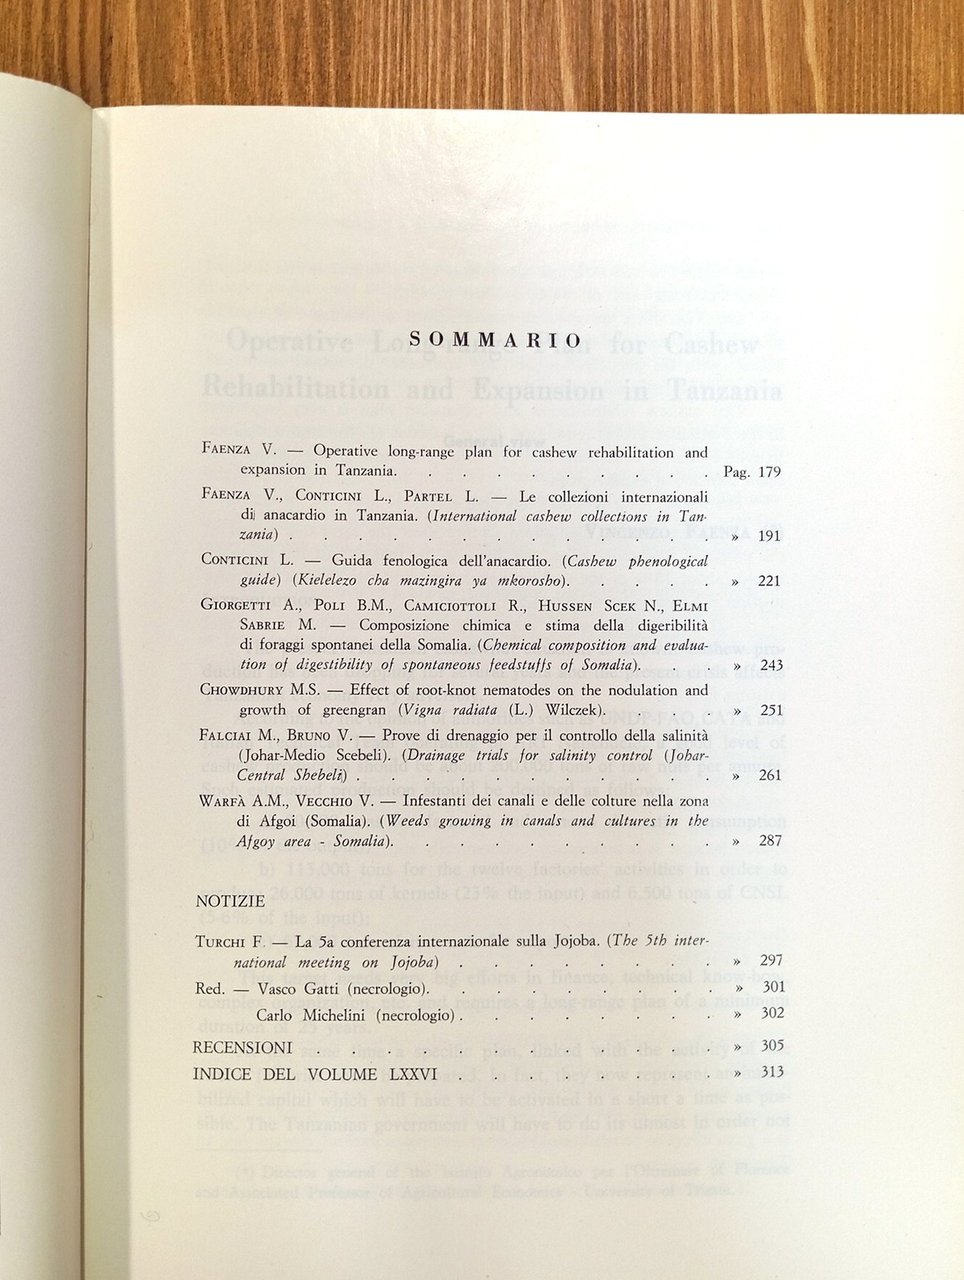 SOMMARIO
FAENZA V. — Operative long-range plan for cashew rehabilitation and
expansion in Tanzania. . . . . . . . . . Pag. 179
FAENZA V., CONTICINI L., PARTEL L. — Le collezioni internazionali
di anacardio in Tanzania. (International cashew collections in Tan-
zania) . . . . . . . . . . . . . » 191
CONTICINI L. — Guida fenologica dell'anacardio. (Cashew phenological
guide) (Kielelezo cha mazingira ya mkorosho). . . . . » 221
GIORGETTI A., POLI B.M., CAMICIOTTOLI R., HUSSEN SCEK N., ELMI
SABRIE M. — Composizione chimica e stima della digeribilità
di foraggi spontanei della Somalia. (Chemical composition and evalua-
tion of digestibility of spontaneous feedstuffs of Somalia). . . » 243
CHOWDHURY M.S. — Effect of root-knot nematodes on the nodulation and
growth of greengran (Vigna radiata (L.) Wilczek). . . . » 251
FALCIAI M., BRUNO V. — Prove di drenaggio per il controllo della salinità
(Johar-Medio Scebeli). (Drainage trials for salinity control (Johar-
Central Shebeli) . . . . . . . . . . . » 261
WARFÀ A.M., VECCHIO V. — Infestanti dei canali e delle colture nella zona
di Afgoi (Somalia). (Weeds growing in canals and cultures in the
Afgoy area - Somalia). . . . . . . . . . » 287
NOTIZIE
TURCHI F. — La 5a conferenza internazionale sulla Jojoba. (The 5th inter-
national meeting on Jojoba) . . . . . . . » 297
Red. — Vasco Gatti (necrologio). . . . . . . . » 301
Carlo Michelini (necrologio) . . . . . . . » 302
RECENSIONI . . . . . . . . . . . » 305
INDICE DEL VOLUME LXXVI . . . . . . . » 313